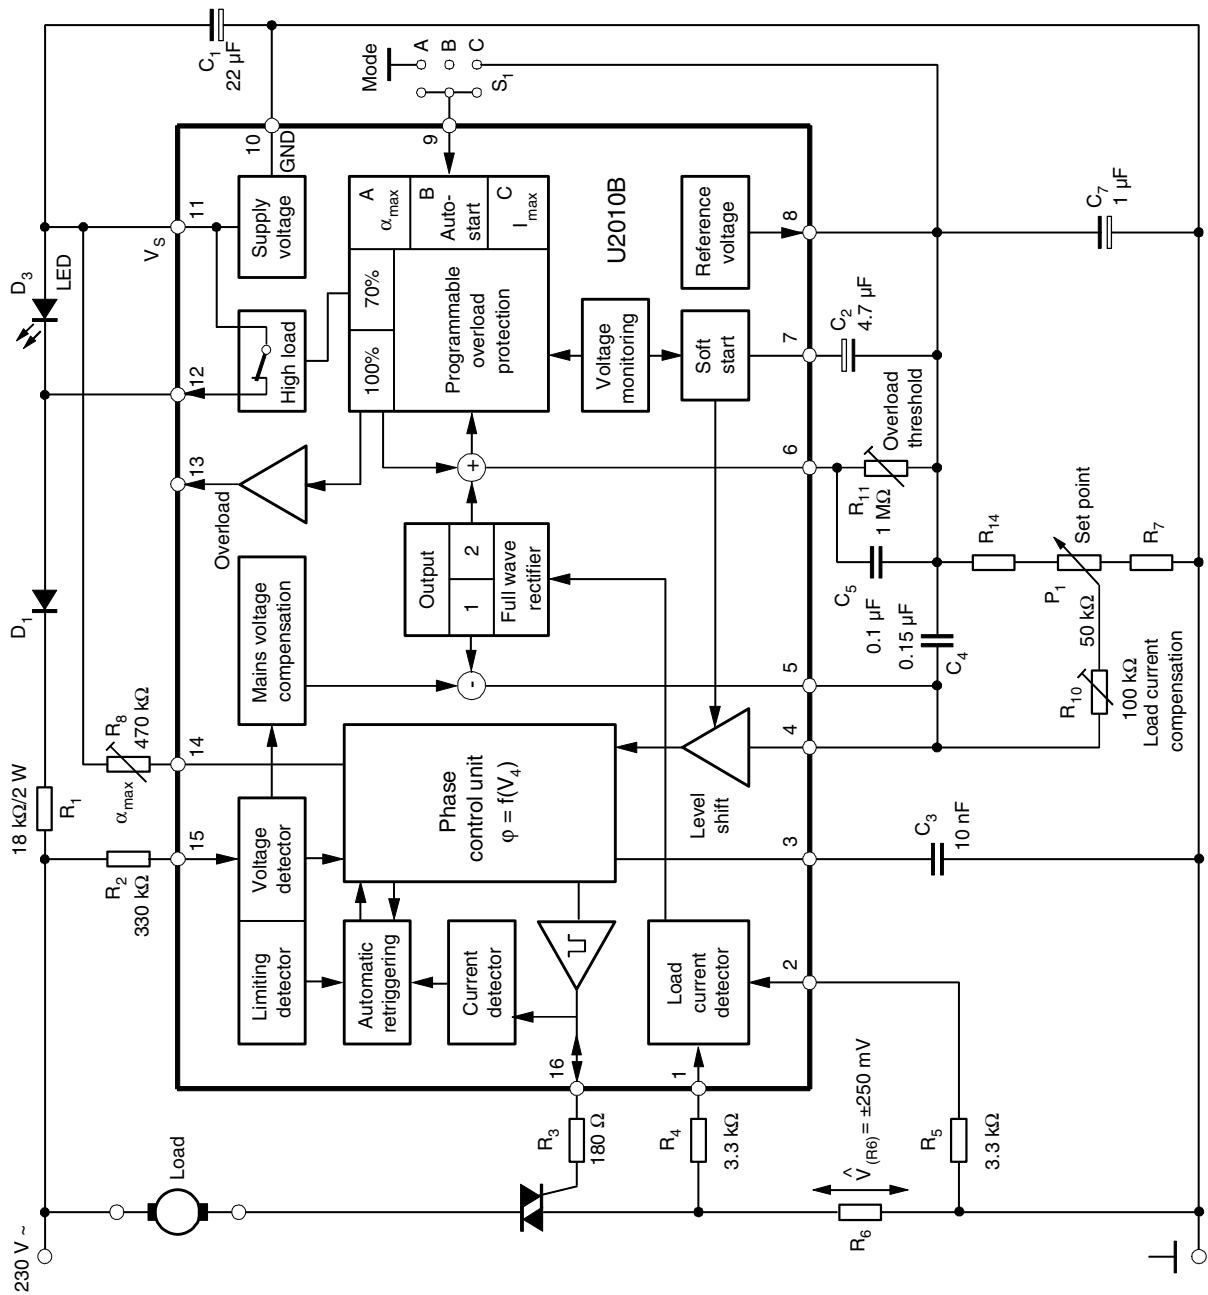 230 V ~
Load
R3
180 Ω
R4
3.3 kΩ
V̂(R6) = ±250 mV
R6
R5
3.3 kΩ
18 kΩ/2 W
R1
D1
D3
LED
C1
22 µF
R2
330 kΩ
αmax
R8
470 kΩ
15
14
13
12
11
VS
10
GND
Overload
Limiting
detector
Voltage
detector
Mains voltage
compensation
High load
Supply
voltage
Automatic
retriggering
Phase
control unit
φ = f(V4)
Current
detector
Output
1
2
Full wave
rectifier
100%
70%
Programmable
overload
protection
A
αmax
B
Auto-
start
C
Imax
9
Mode
A
B
C
S1
-
+
16
1
Load
current
detector
Level
shift
Voltage
monitoring
Soft
start
U2010B
Reference
voltage
2
3
4
5
6
7
8
C3
10 nF
R10
100 kΩ
Load current
compensation
0.15 µF
C4
C5
0.1 µF
R11
1 MΩ
Overload
threshold
C2
4.7 µF
C7
1 µF
R14
P1
50 kΩ
Set point
R7